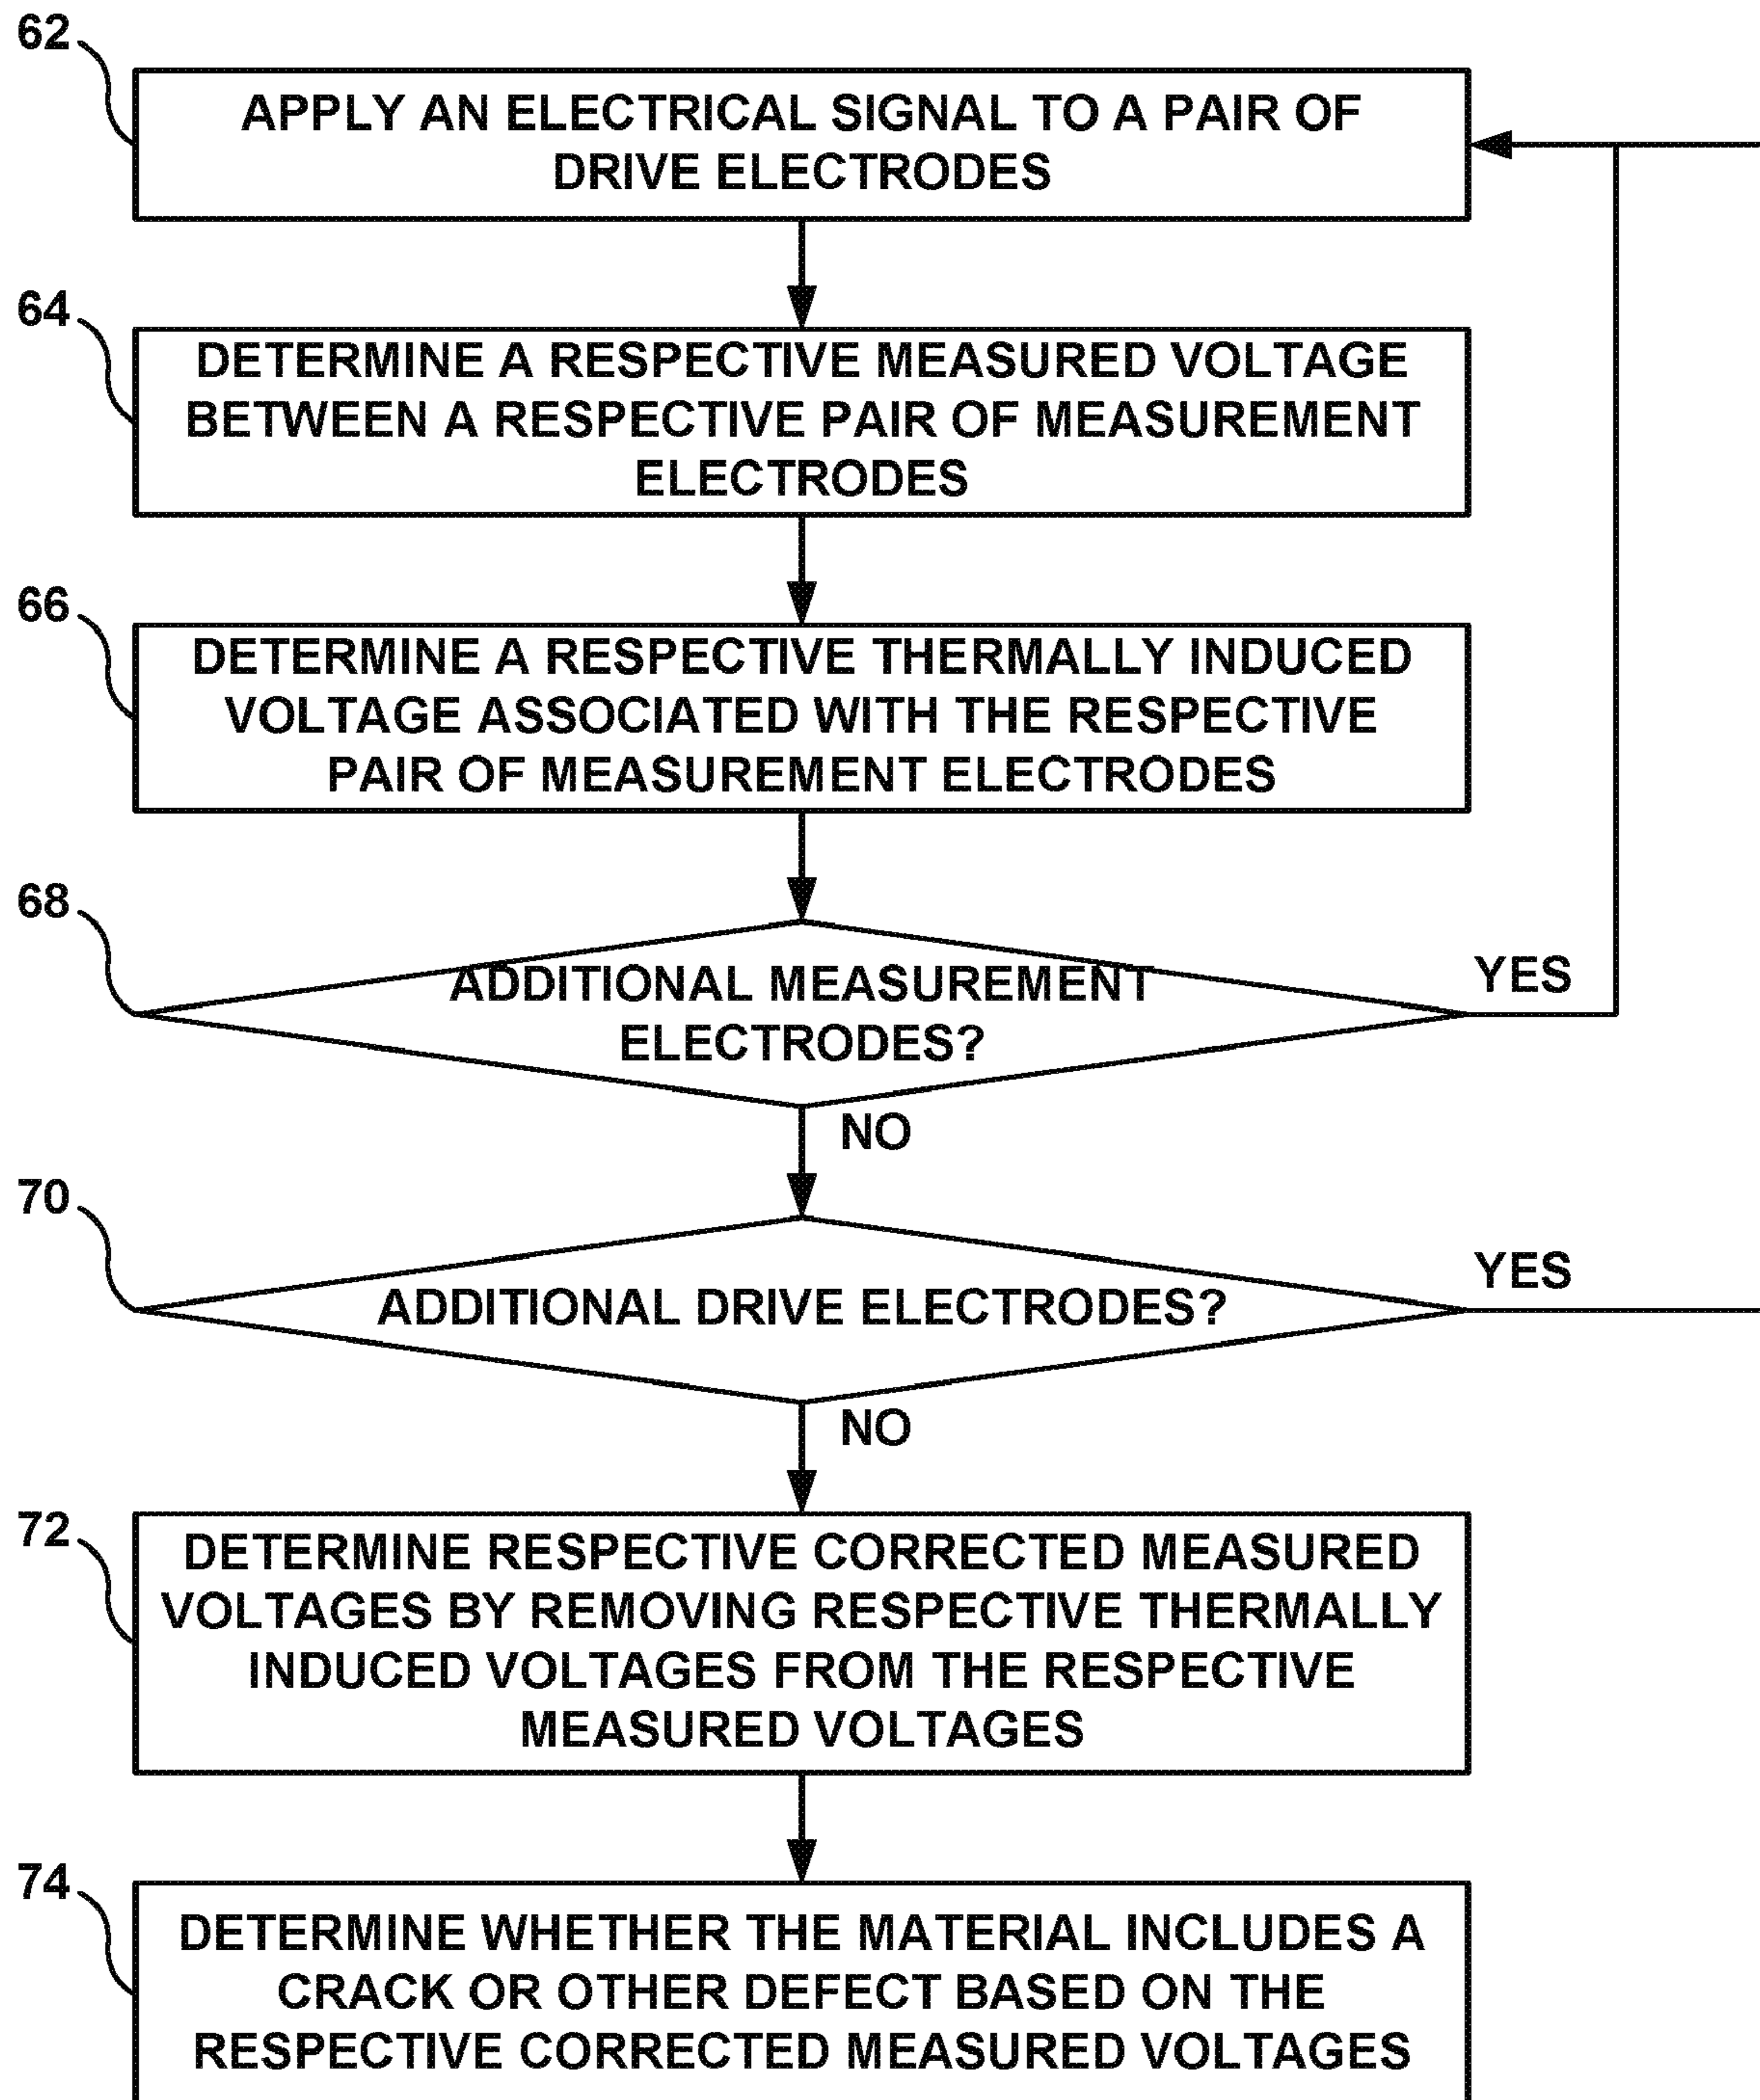 62
APPLY AN ELECTRICAL SIGNAL TO A PAIR OF
DRIVE ELECTRODES
64
DETERMINE A RESPECTIVE MEASURED VOLTAGE
BETWEEN A RESPECTIVE PAIR OF MEASUREMENT
ELECTRODES
66
DETERMINE A RESPECTIVE THERMALLY INDUCED
VOLTAGE ASSOCIATED WITH THE RESPECTIVE
PAIR OF MEASUREMENT ELECTRODES
68
ADDITIONAL MEASUREMENT
ELECTRODES?
YES
NO
70
ADDITIONAL DRIVE ELECTRODES?
YES
NO
72
DETERMINE RESPECTIVE CORRECTED MEASURED
VOLTAGES BY REMOVING RESPECTIVE THERMALLY
INDUCED VOLTAGES FROM THE RESPECTIVE
MEASURED VOLTAGES
74
DETERMINE WHETHER THE MATERIAL INCLUDES A
CRACK OR OTHER DEFECT BASED ON THE
RESPECTIVE CORRECTED MEASURED VOLTAGES